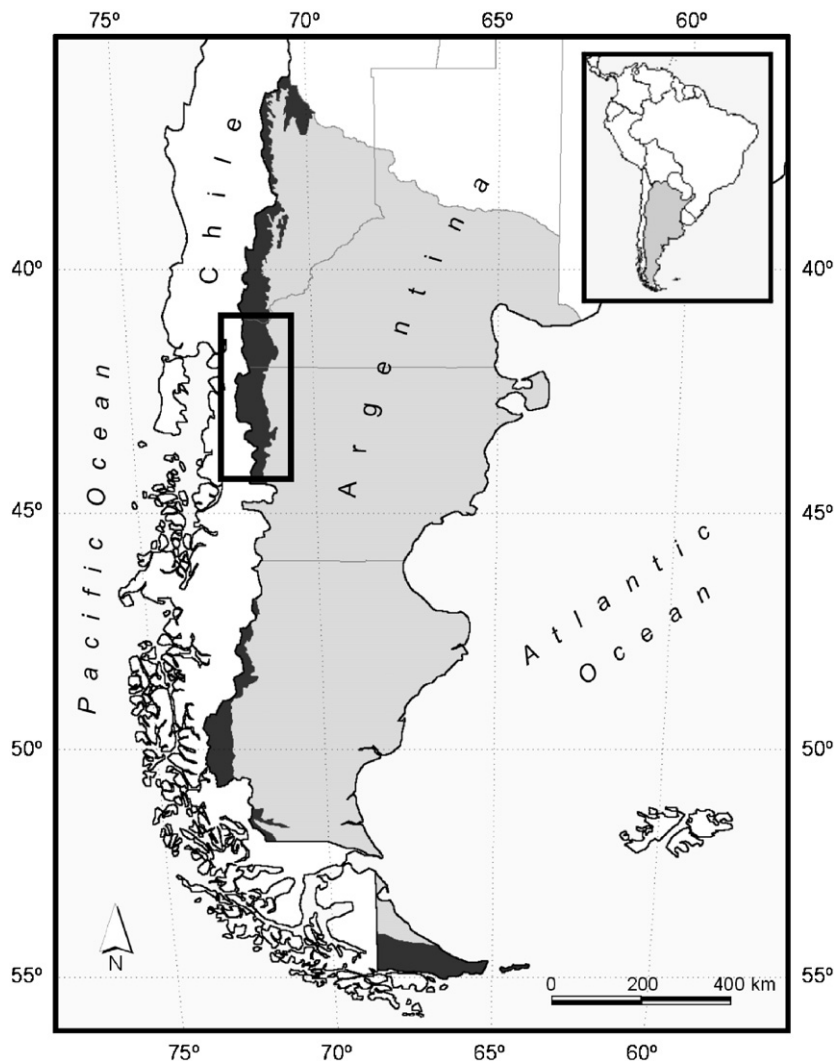 75º 70º 65º 60º
Chile
Argentina
40º 40º
Pacific Ocean
45º 45º
Atlantic
Ocean
50º 50º
N
0 200 400 km
55º 55º
75º 70º 65º 60º